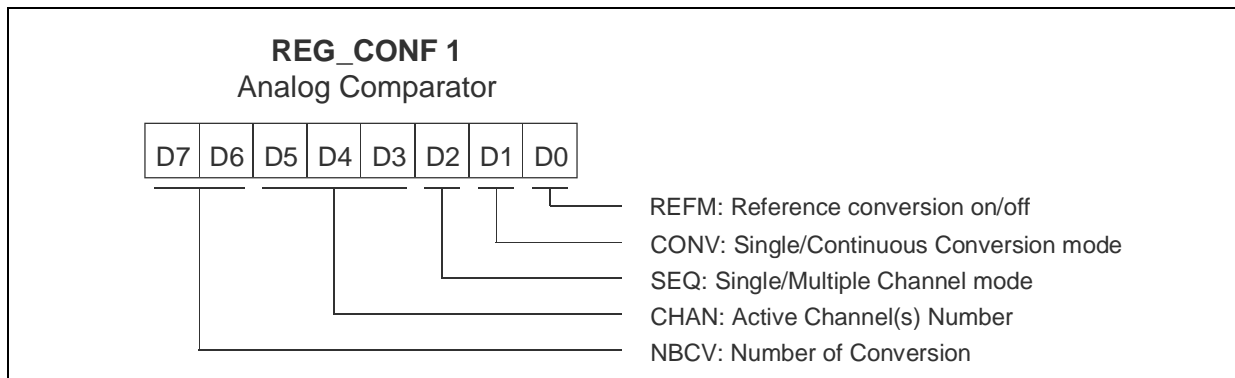 REG_CONF 1
Analog Comparator
D7 D6 D5 D4 D3 D2 D1 D0
REFM: Reference conversion on/off
CONV: Single/Continuous Conversion mode
SEQ: Single/Multiple Channel mode
CHAN: Active Channel(s) Number
NBCV: Number of Conversion